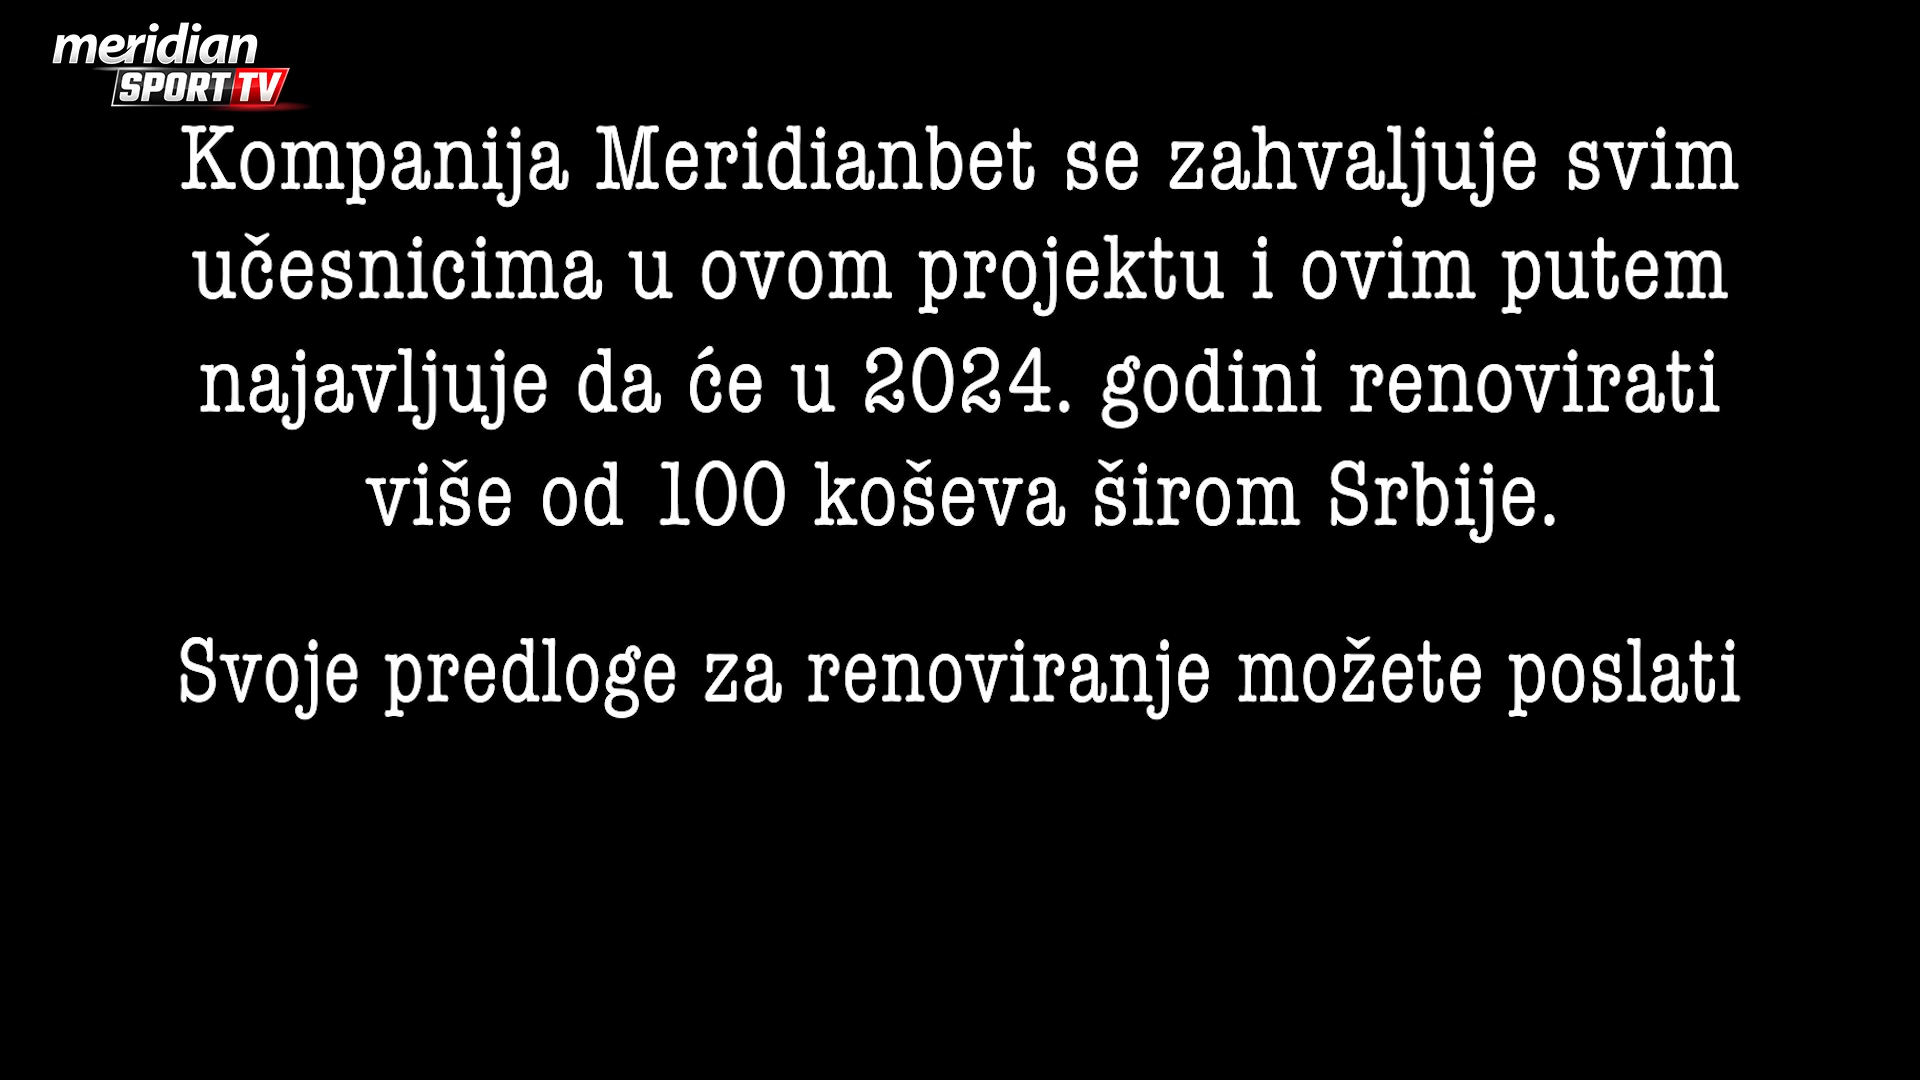 meridian
SPORT TV
Kompanija Meridianbet se zahvaljuje svim
učesnicima u ovom projektu i ovim putem
najavljuje da će u 2024. godini renovirati
više od 100 koševa širom Srbije.
Svoje predloge za renoviranje možete poslati